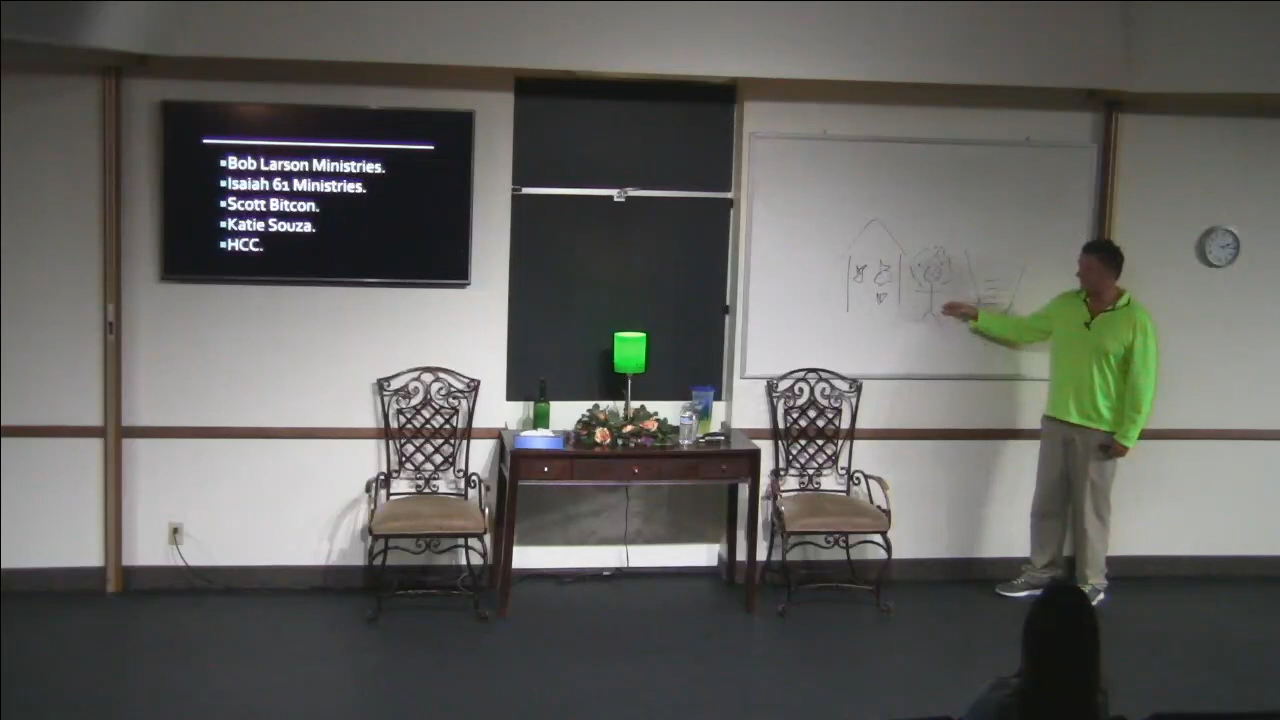 ▪Bob Larson Ministries.
▪Isaiah 61 Ministries.
▪Scott Bitcon.
▪Katie Souza.
▪HCC.